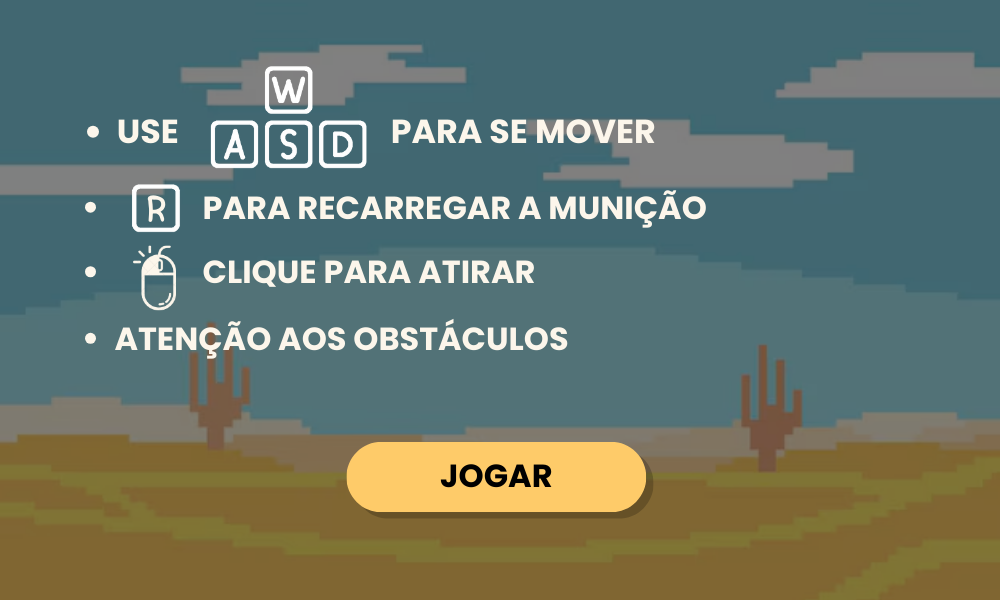 W
• USE A S D PARA SE MOVER
• R PARA RECARREGAR A MUNIÇÃO
• CLIQUE PARA ATIRAR
• ATENÇÃO AOS OBSTÁCULOS
JOGAR